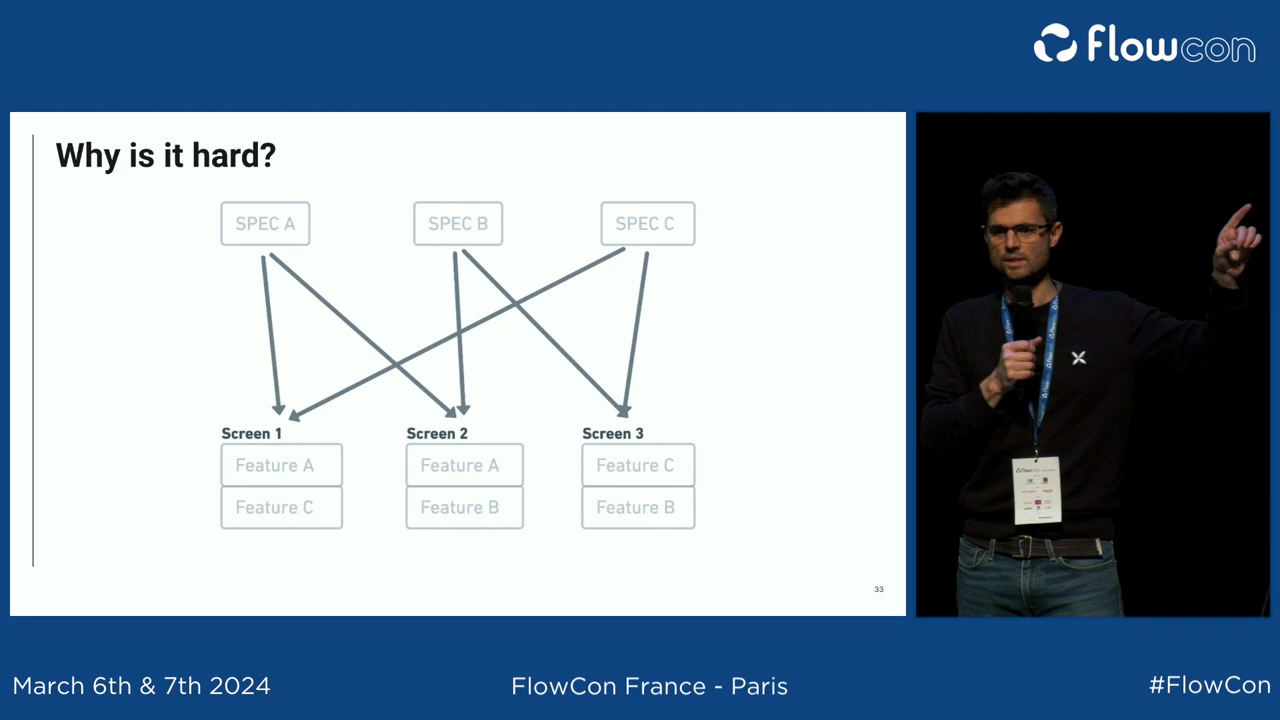 flowcon
Why is it hard?
SPEC A
SPEC B
SPEC C
Screen 1
Feature A
Feature C
Screen 2
Feature A
Feature B
Screen 3
Feature C
Feature B
33
March 6th & 7th 2024
FlowCon France - Paris
#FlowCon